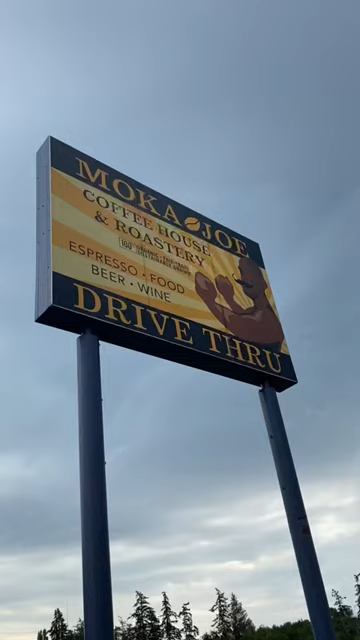 MOKA JOE
COFFEE HOUSE
& ROASTERY
ESPRESSO • FOOD
BEER • WINE
DRIVE THRU